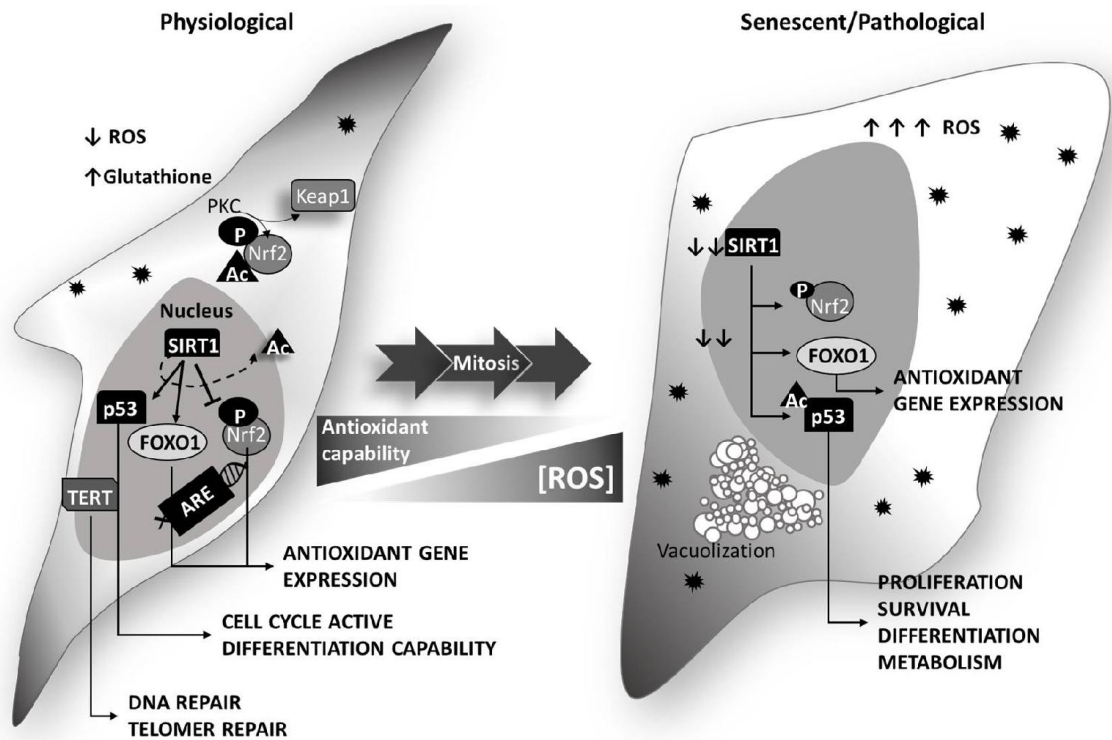 Physiological
Senescent/Pathological
↓ ROS
↑ Glutathione
PKC
Keap1
P
Nrf2
Ac
Nucleus
SIRT1
Ac
p53
P
Nrf2
FOXO1
ARE
TERT
ANTIOXIDANT GENE
EXPRESSION
CELL CYCLE ACTIVE
DIFFERENTIATION CAPABILITY
DNA REPAIR
TELOMER REPAIR
Mitosis
Antioxidant
capability
[ROS]
↑ ↑ ↑ ROS
↓ ↓ SIRT1
P
Nrf2
↓ ↓
FOXO1
ANTIOXIDANT
GENE EXPRESSION
Ac
p53
Vacuolization
PROLIFERATION
SURVIVAL
DIFFERENTIATION
METABOLISM